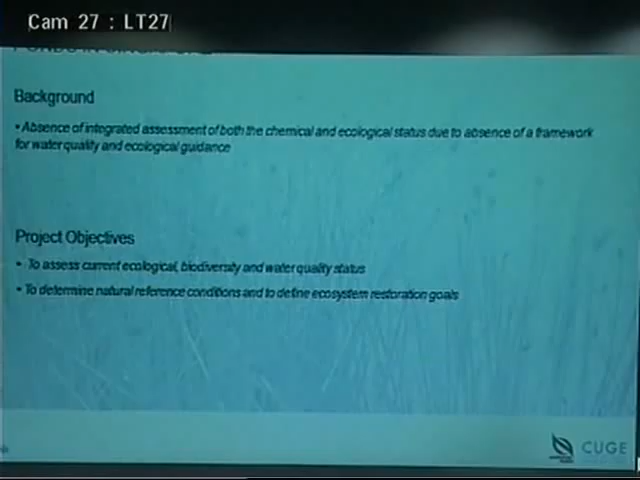 Cam 27 : LT27
Background
• Absence of integrated assessment of both the chemical and ecological status due to absence of a framework
for water quality and ecological guidance
Project Objectives
• To assess current ecological, biodiversity and water quality status
• To determine natural reference conditions and to define ecosystem restoration goals
CUGE